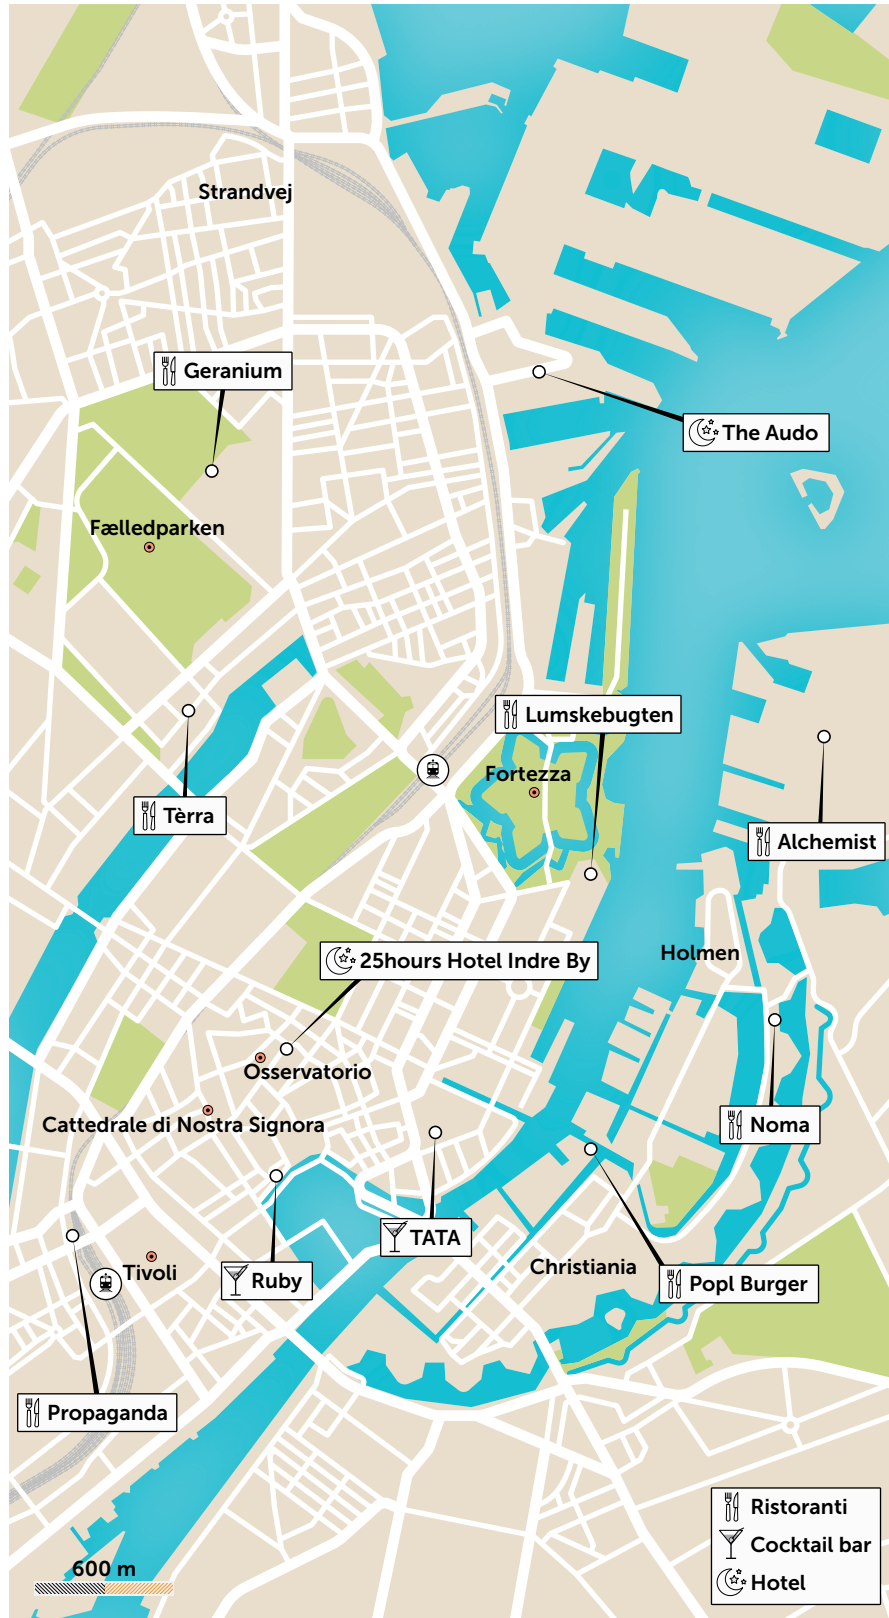 Strandvej
Geranium
The Audo
Fælledparken
Lumskebugten
Fortezza
Tèrra
Alchemist
25hours Hotel Indre By
Holmen
Osservatorio
Cattedrale di Nostra Signora
Noma
TATA
Christiania
Tivoli
Ruby
Popl Burger
Propaganda
Ristoranti
Cocktail bar
Hotel
600 m